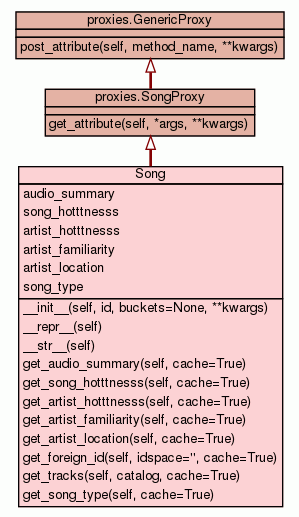 proxies.GenericProxy
post_attribute(self, method_name, **kwargs)
proxies.SongProxy
get_attribute(self, *args, **kwargs)
Song
audio_summary
song_hotttnesss
artist_hotttnesss
artist_familiarity
artist_location
song_type
__init__(self, id, buckets=None, **kwargs)
__repr__(self)
__str__(self)
get_audio_summary(self, cache=True)
get_song_hotttnesss(self, cache=True)
get_artist_hotttnesss(self, cache=True)
get_artist_familiarity(self, cache=True)
get_artist_location(self, cache=True)
get_foreign_id(self, idspace='', cache=True)
get_tracks(self, catalog, cache=True)
get_song_type(self, cache=True)